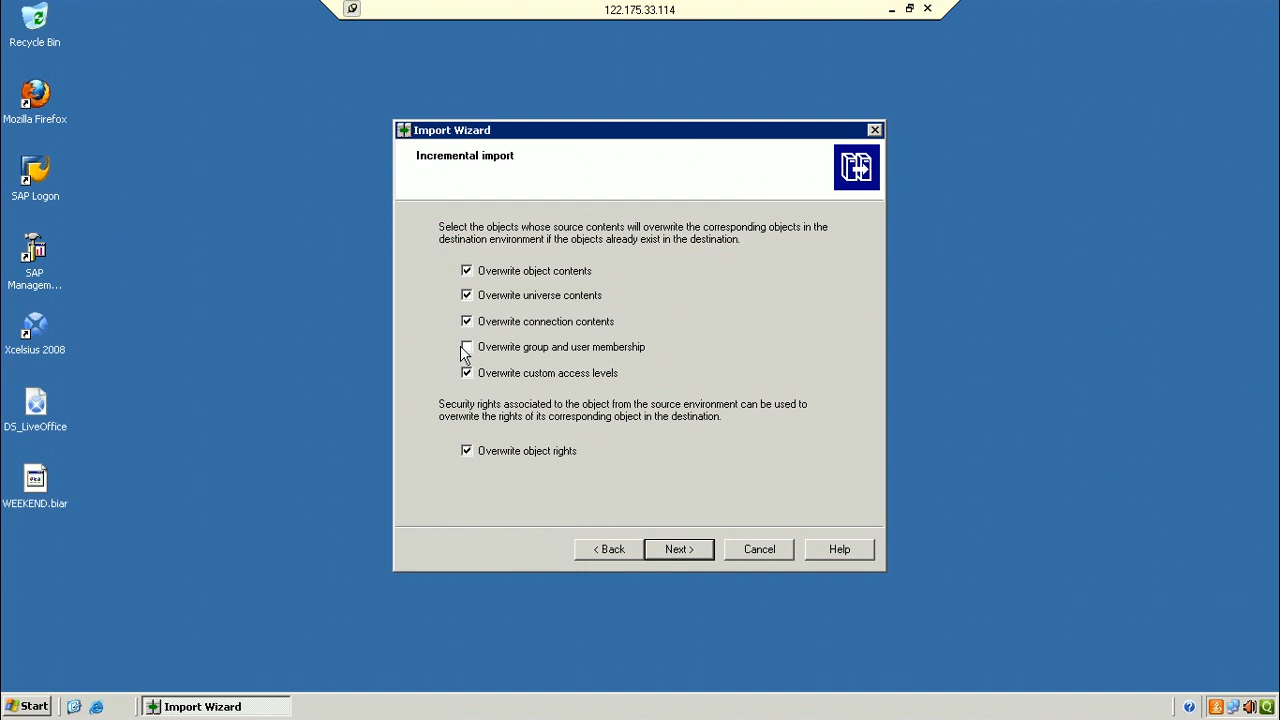 122.175.33.114
Recycle Bin
Mozilla Firefox
SAP Logon
SAP
Managem...
Xcelsius 2008
DS_LiveOffice
WEEKEND.biar
Import Wizard
Incremental import
Select the objects whose source contents will overwrite the corresponding objects in the
destination environment if the objects already exist in the destination.
Overwrite object contents
Overwrite universe contents
Overwrite connection contents
Overwrite group and user membership
Overwrite custom access levels
Security rights associated to the object from the source environment can be used to
overwrite the rights of its corresponding object in the destination.
Overwrite object rights
< Back
Next >
Cancel
Help
Start
Import Wizard